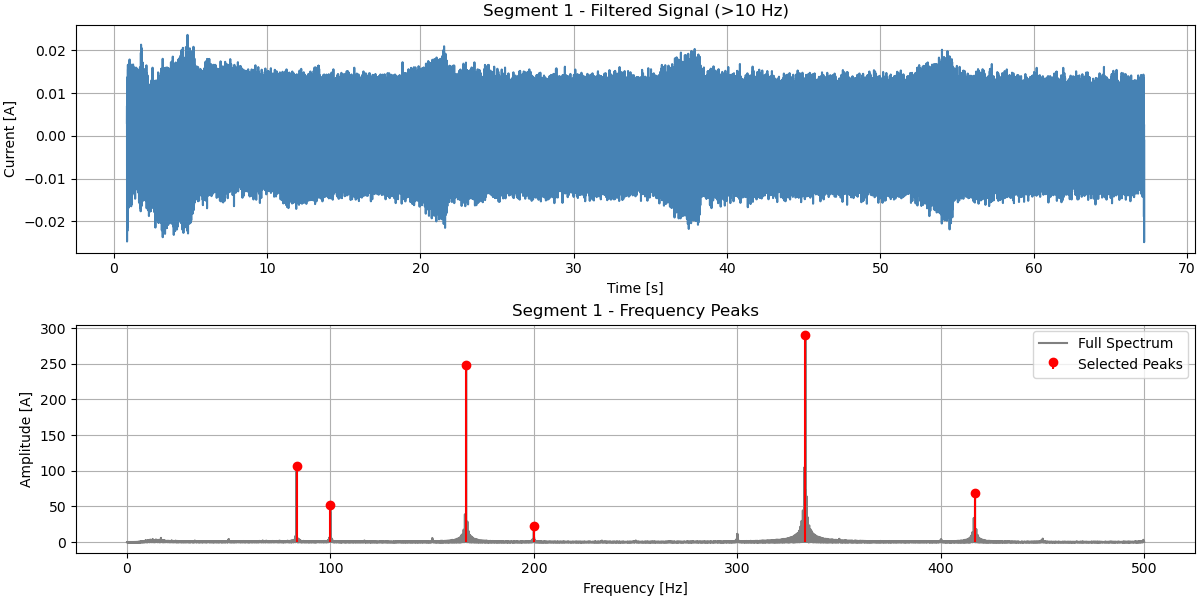 Segment 1 - Filtered Signal (>10 Hz)
Current [A]
0.02
0.01
0.00
−0.01
−0.02
0 10 20 30 40 50 60 70
Time [s]
Segment 1 - Frequency Peaks
Amplitude [A]
300
250
200
150
100
50
0
Full Spectrum
Selected Peaks
0 100 200 300 400 500
Frequency [Hz]